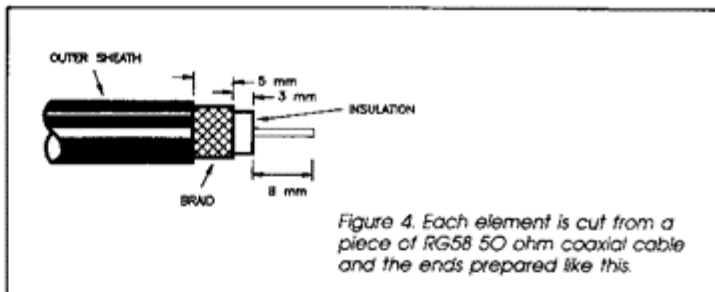 OUTER SHEATH
5 mm
3 mm
INSULATION
BRAID
8 mm
Figure 4. Each element is cut from a
piece of RG58 50 ohm coaxial cable
and the ends prepared like this.